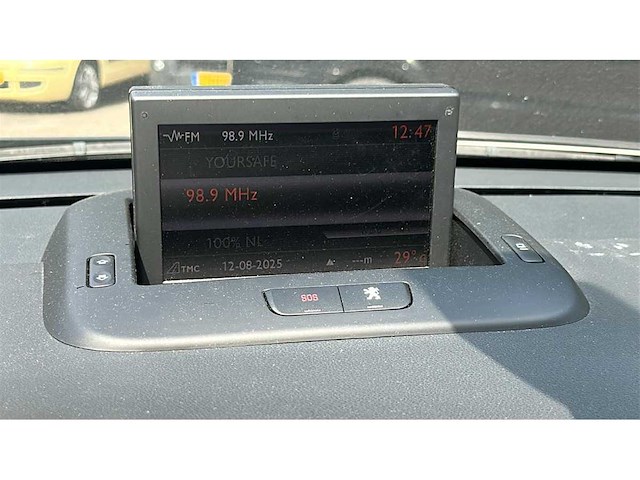 FM 98.9 MHz 12:47
YOURSAFE
98.9 MHz
100% NL
TMC 12-08-2025 ---m 29°C
SOS